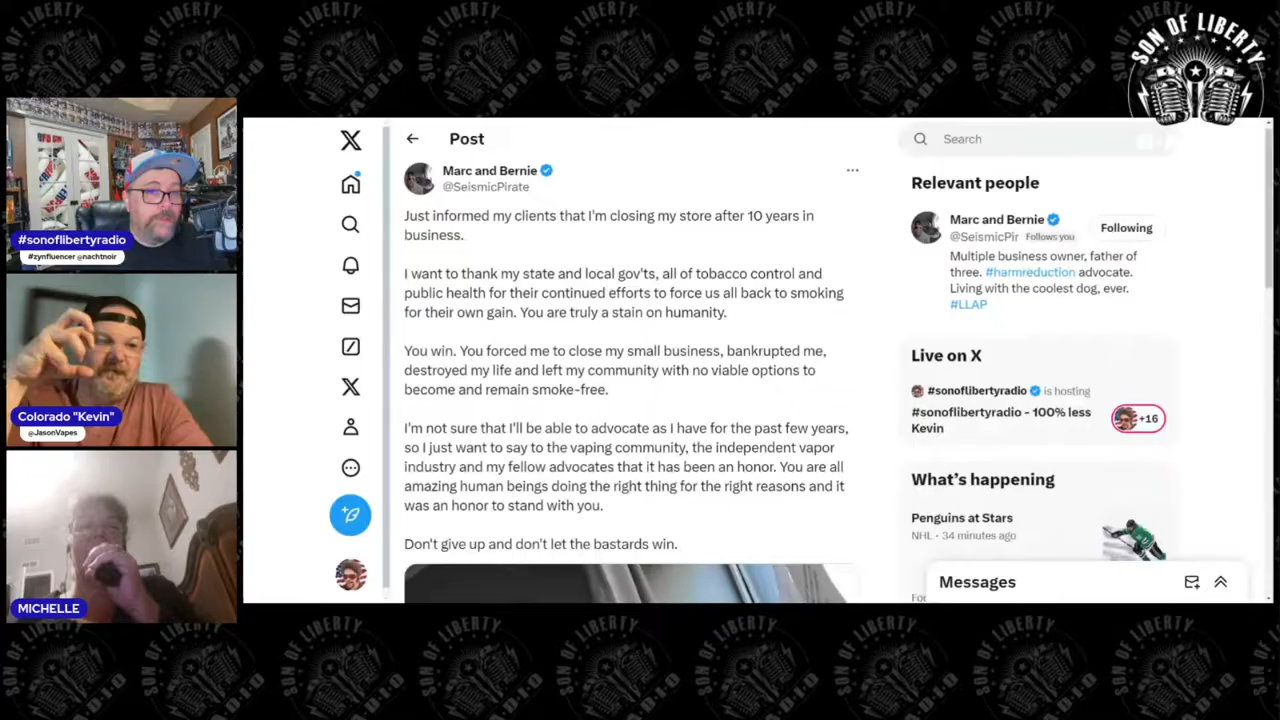 SON OF LIBERTY
RADIO
#sonoflibertyradio
#zynfluencer @nachtnoir
Colorado "Kevin"
@JasonVapes
MICHELLE
Post
Marc and Bernie
@SeismicPirate
Just informed my clients that I'm closing my store after 10 years in
business.
I want to thank my state and local gov'ts, all of tobacco control and
public health for their continued efforts to force us all back to smoking
for their own gain. You are truly a stain on humanity.
You win. You forced me to close my small business, bankrupted me,
destroyed my life and left my community with no viable options to
become and remain smoke-free.
I'm not sure that I'll be able to advocate as I have for the past few years,
so I just want to say to the vaping community, the independent vapor
industry and my fellow advocates that it has been an honor. You are all
amazing human beings doing the right thing for the right reasons and it
was an honor to stand with you.
Don't give up and don't let the bastards win.
Search
Relevant people
Marc and Bernie
@SeismicPir Follows you
Following
Multiple business owner, father of
three. #harmreduction advocate.
Living with the coolest dog, ever.
#LLAP
Live on X
#sonoflibertyradio is hosting
#sonoflibertyradio - 100% less
Kevin
+16
What's happening
Penguins at Stars
NHL · 34 minutes ago
Messages